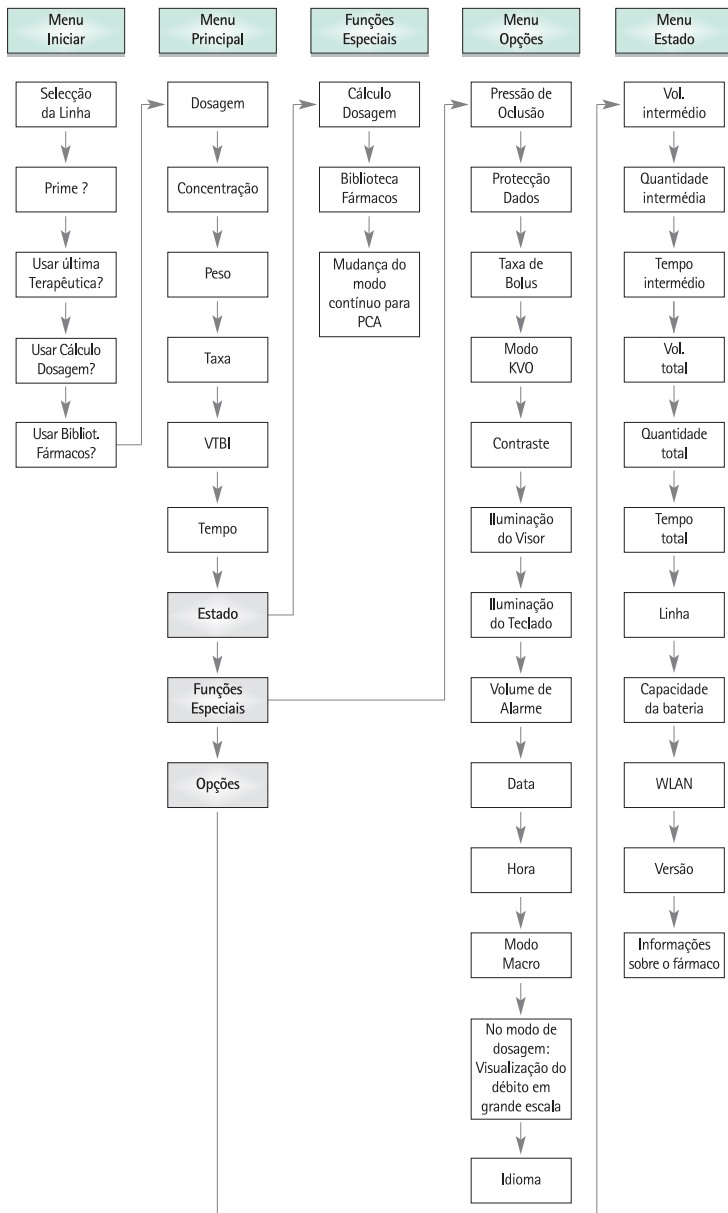 Menu
Iniciar
Selecção
da Linha
Prime ?
Usar última
Terapêutica?
Usar Cálculo
Dosagem?
Usar Bibliot.
Fármacos?
Menu
Principal
Dosagem
Concentração
Peso
Taxa
VTBI
Tempo
Estado
Funções
Especiais
Opções
Funções
Especiais
Cálculo
Dosagem
Biblioteca
Fármacos
Mudança do
modo
contínuo para
PCA
Menu
Opções
Pressão de
Oclusão
Protecção
Dados
Taxa de
Bolus
Modo
KVO
Contraste
Iluminação
do Visor
Iluminação
do Teclado
Volume de
Alarme
Data
Hora
Modo
Macro
No modo de
dosagem:
Visualização do
débito em
grande escala
Idioma
Menu
Estado
Vol.
intermédio
Quantidade
intermédia
Tempo
intermédio
Vol.
total
Quantidade
total
Tempo
total
Linha
Capacidade
da bateria
WLAN
Versão
Informações
sobre o fármaco